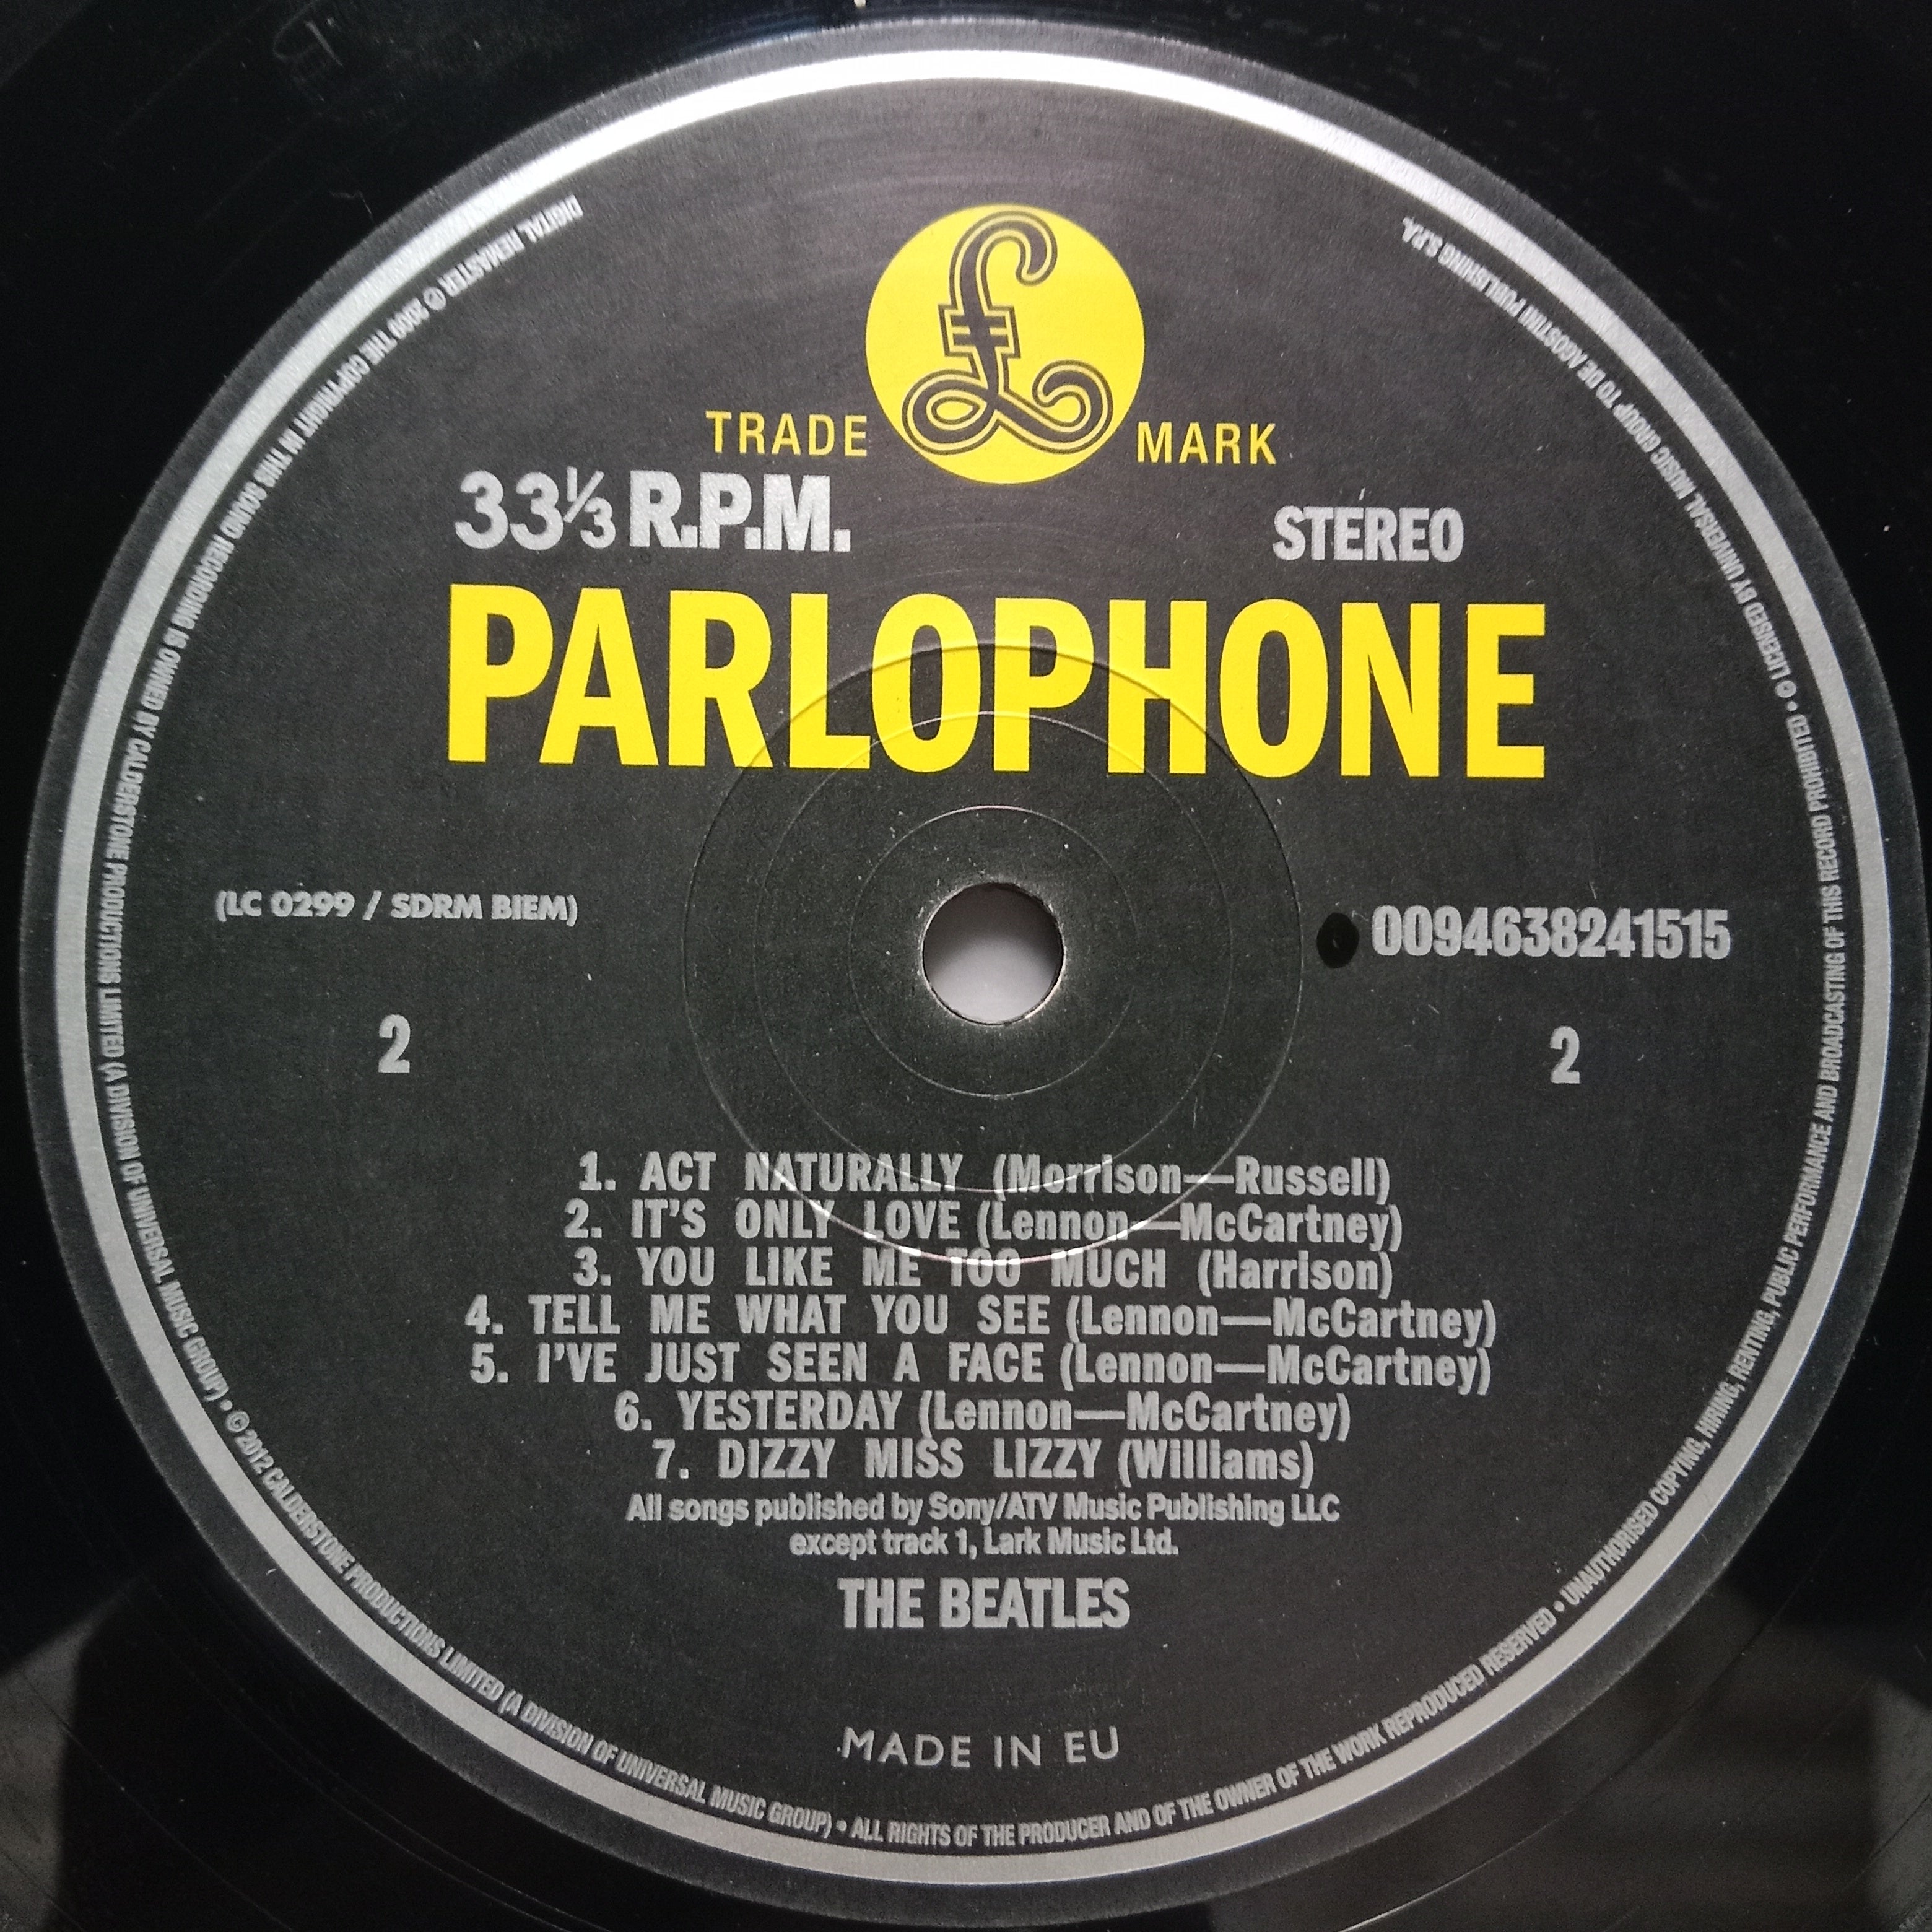 TRADE £ MARK
33⅓ R.P.M. STEREO
PARLOPHONE
(LC 0299 / SDRM BIEM) 0094638241515
2 2
1. ACT NATURALLY (Morrison—Russell)
2. IT'S ONLY LOVE (Lennon—McCartney)
3. YOU LIKE ME TOO MUCH (Harrison)
4. TELL ME WHAT YOU SEE (Lennon—McCartney)
5. I'VE JUST SEEN A FACE (Lennon—McCartney)
6. YESTERDAY (Lennon—McCartney)
7. DIZZY MISS LIZZY (Williams)
All songs published by Sony/ATV Music Publishing LLC
except track 1, Lark Music Ltd.
THE BEATLES
MADE IN EU
DIGITAL REMASTER ℗ 2009 THE COPYRIGHT IN THIS SOUND RECORDING IS OWNED BY CALDERSTONE PRODUCTIONS LIMITED (A DIVISION OF UNIVERSAL MUSIC GROUP) • © 2012 CALDERSTONE PRODUCTIONS LIMITED (A DIVISION OF UNIVERSAL MUSIC GROUP) • ALL RIGHTS OF THE PRODUCER AND OF THE OWNER OF THE WORK REPRODUCED RESERVED • UNAUTHORISED COPYING, HIRING, RENTING, PUBLIC PERFORMANCE AND BROADCASTING OF THIS RECORD PROHIBITED • © LICENSED BY UNIVERSAL MUSIC GROUP TO DE AGOSTINI PUBLISHING S.P.A.